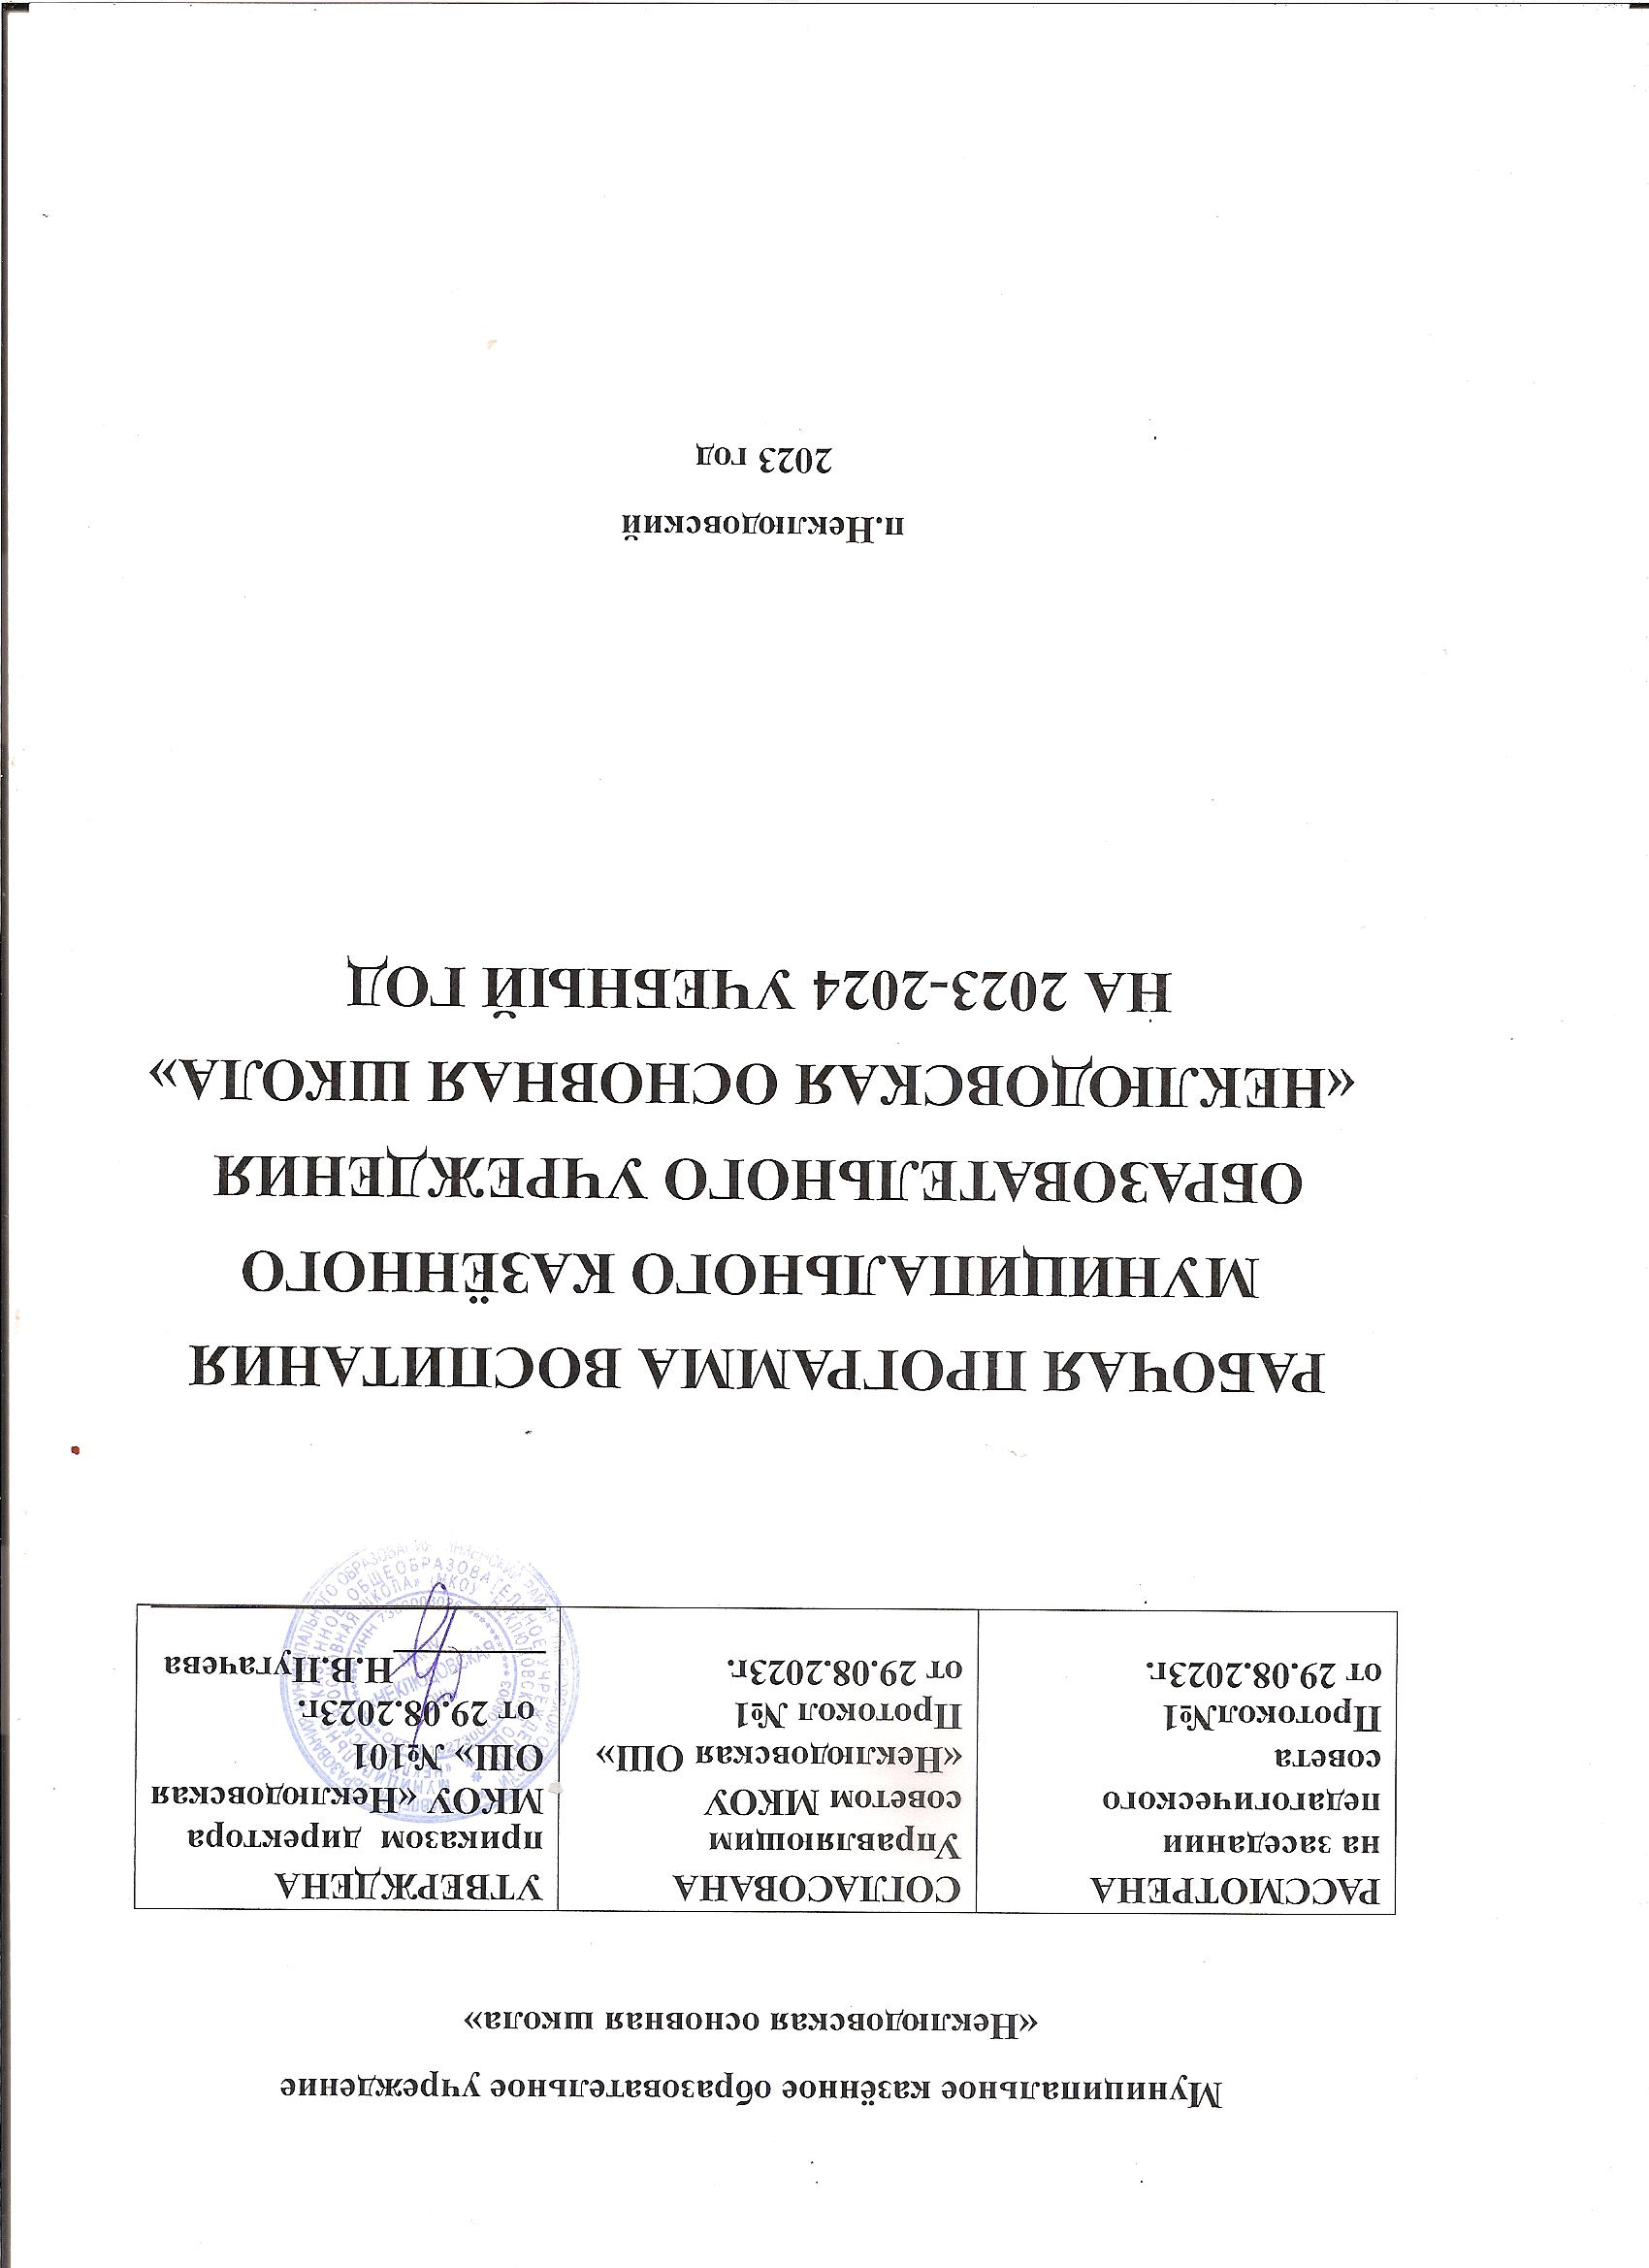 Муниципальное казённое образовательное учреждение
«Неклюдовская основная школа»
РАССМОТРЕНА
на заседании
педагогического
совета
Протокол№1
от 29.08.2023г.
СОГЛАСОВАНА
Управляющим
советом МКОУ
«Неклюдовская ОШ»
Протокол №1
от 29.08.2023г.
УТВЕРЖДЕНА
приказом директора
МКОУ «Неклюдовская
ОШ» №101
от 29.08.2023г.
Н.В.Пугачева
РАБОЧАЯ ПРОГРАММА ВОСПИТАНИЯ
МУНИЦИПАЛЬНОГО КАЗЁННОГО
ОБРАЗОВАТЕЛЬНОГО УЧРЕЖДЕНИЯ
«НЕКЛЮДОВСКАЯ ОСНОВНАЯ ШКОЛА»
НА 2023-2024 УЧЕБНЫЙ ГОД
п.Неклюдовский
2023 год